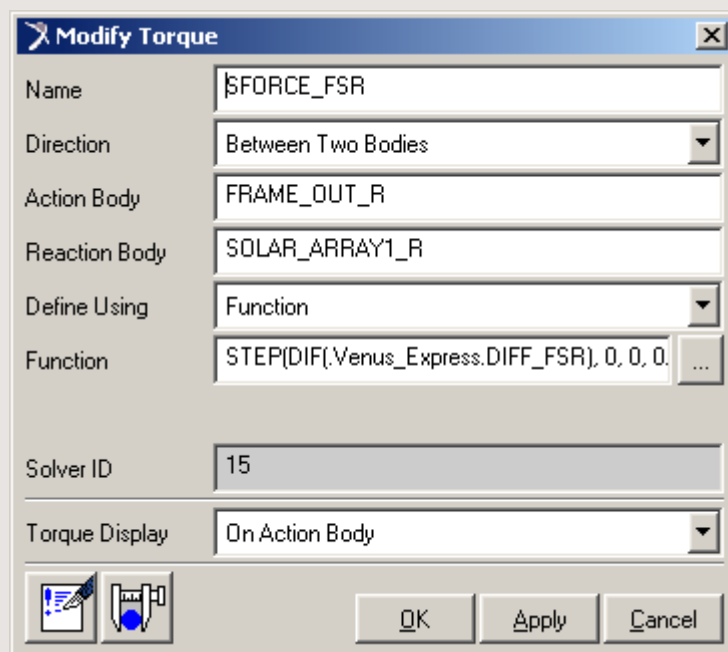 Modify Torque
Name SFORCE_FSR
Direction Between Two Bodies
Action Body FRAME_OUT_R
Reaction Body SOLAR_ARRAY1_R
Define Using Function
Function STEP(DIF(.Venus_Express.DIFF_FSR), 0, 0, 0. ...
Solver ID 15
Torque Display On Action Body
OK Apply Cancel